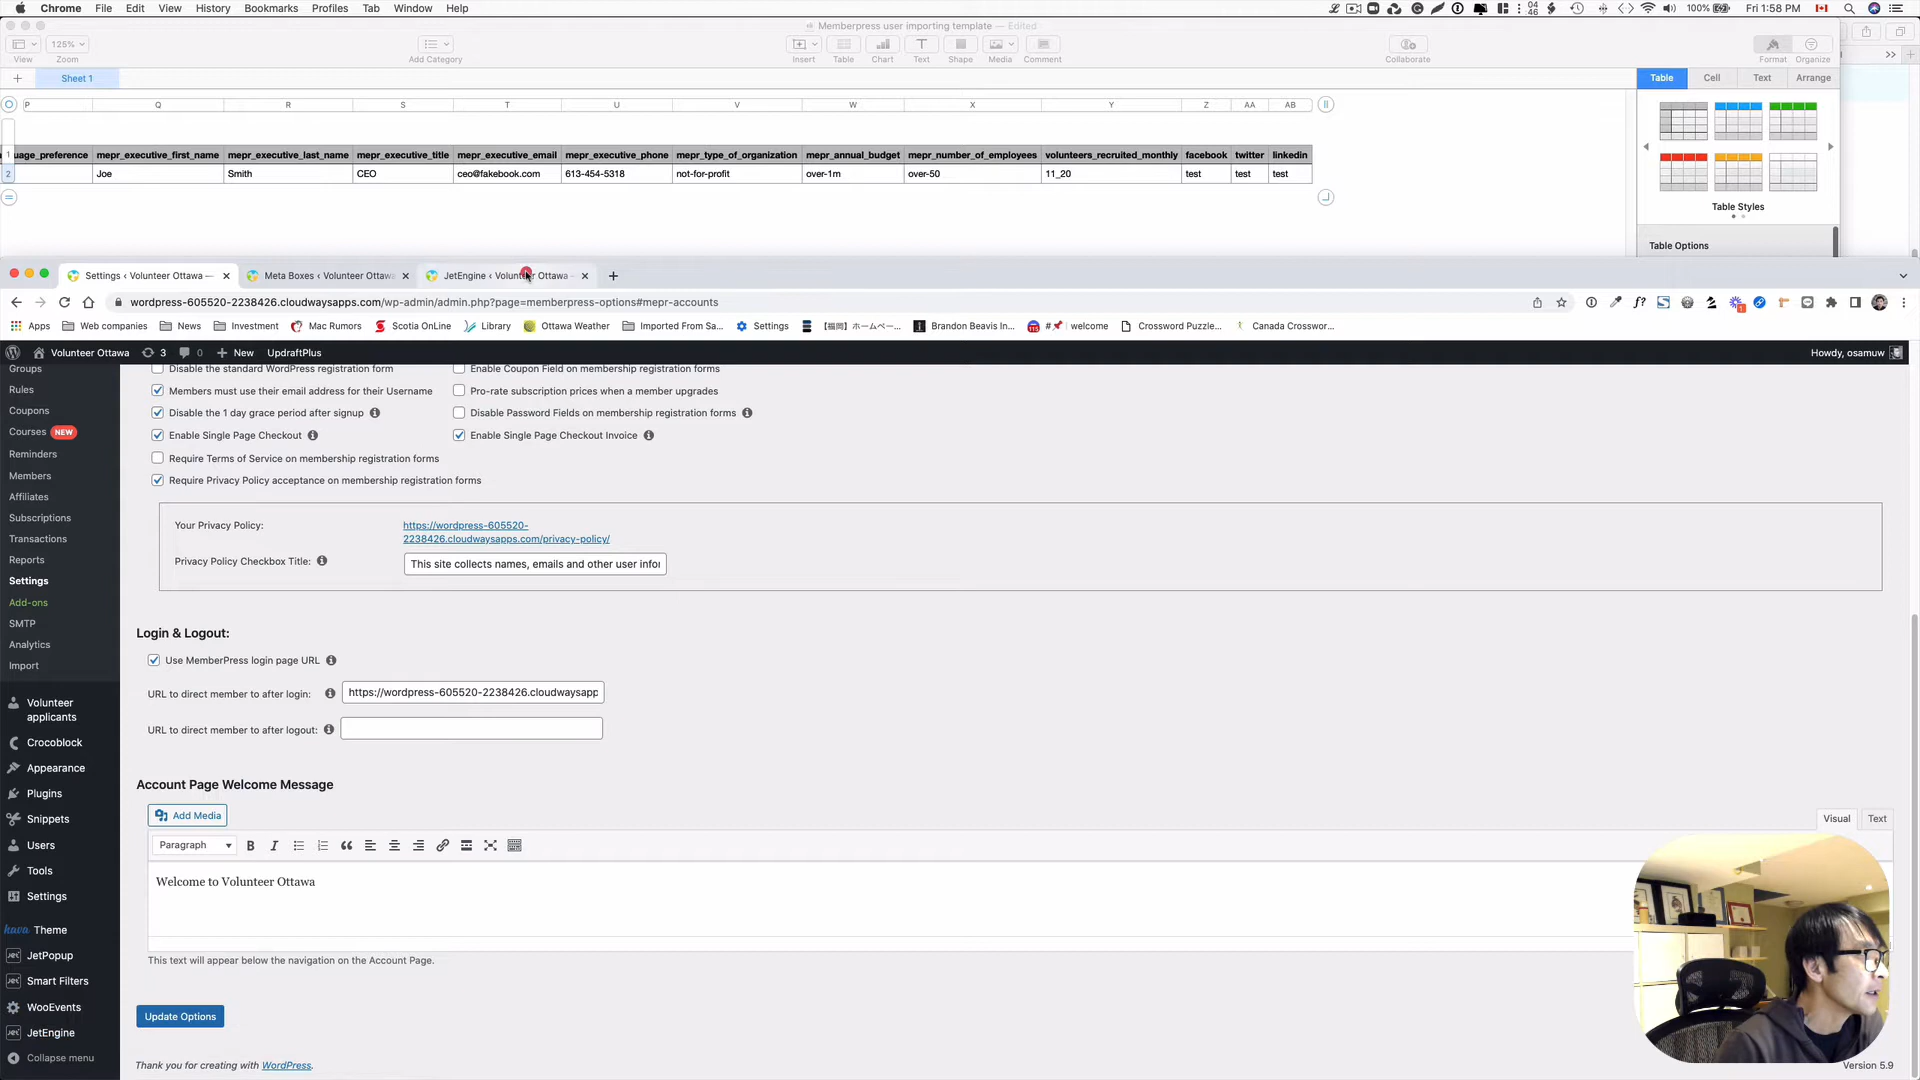 Chrome File Edit View History Bookmarks Profiles Tab Window Help 04 46 100% Fri 1:58 PM
Memberpress user importing template — Edited
125%
View Zoom Add Category Insert Table Chart Text Shape Media Comment Collaborate Format Organize
Sheet 1
Table Cell Text Arrange
P Q R S T U V W X Y Z AA AB
1 uage_preference mepr_executive_first_name mepr_executive_last_name mepr_executive_title mepr_executive_email mepr_executive_phone mepr_type_of_organization mepr_annual_budget mepr_number_of_employees volunteers_recruited_monthly facebook twitter linkedin
2 Joe Smith CEO ceo@fakebook.com 613-454-5318 not-for-profit over-1m over-50 11_20 test test test
Table Styles
Table Options
Settings ‹ Volunteer Ottawa — Meta Boxes ‹ Volunteer Ottawa JetEngine ‹ Volunteer Ottawa
wordpress-605520-2238426.cloudwaysapps.com/wp-admin/admin.php?page=memberpress-options#mepr-accounts
Apps Web companies News Investment Mac Rumors Scotia OnLine Library Ottawa Weather Imported From Sa... Settings 【福岡】ホームペー... Brandon Beavis In... #📌 welcome Crossword Puzzle... Canada Crosswor...
Volunteer Ottawa 3 0 New UpdraftPlus Howdy, osamuw
Groups
Rules
Coupons
Courses NEW
Reminders
Members
Affiliates
Subscriptions
Transactions
Reports
Settings
Add-ons
SMTP
Analytics
Import
Volunteer
applicants
Crocoblock
Appearance
Plugins
Snippets
Users
Tools
Settings
kava Theme
JetPopup
Smart Filters
WooEvents
JetEngine
Collapse menu
Disable the standard WordPress registration form Enable Coupon Field on membership registration forms
Members must use their email address for their Username Pro-rate subscription prices when a member upgrades
Disable the 1 day grace period after signup Disable Password Fields on membership registration forms
Enable Single Page Checkout Enable Single Page Checkout Invoice
Require Terms of Service on membership registration forms
Require Privacy Policy acceptance on membership registration forms
Your Privacy Policy: https://wordpress-605520-
2238426.cloudwaysapps.com/privacy-policy/
Privacy Policy Checkbox Title: This site collects names, emails and other user infor
Login & Logout:
Use MemberPress login page URL
URL to direct member to after login: https://wordpress-605520-2238426.cloudwaysapp
URL to direct member to after logout:
Account Page Welcome Message
Add Media
Visual Text
Paragraph
Welcome to Volunteer Ottawa
This text will appear below the navigation on the Account Page.
Update Options
Thank you for creating with WordPress.
Version 5.9